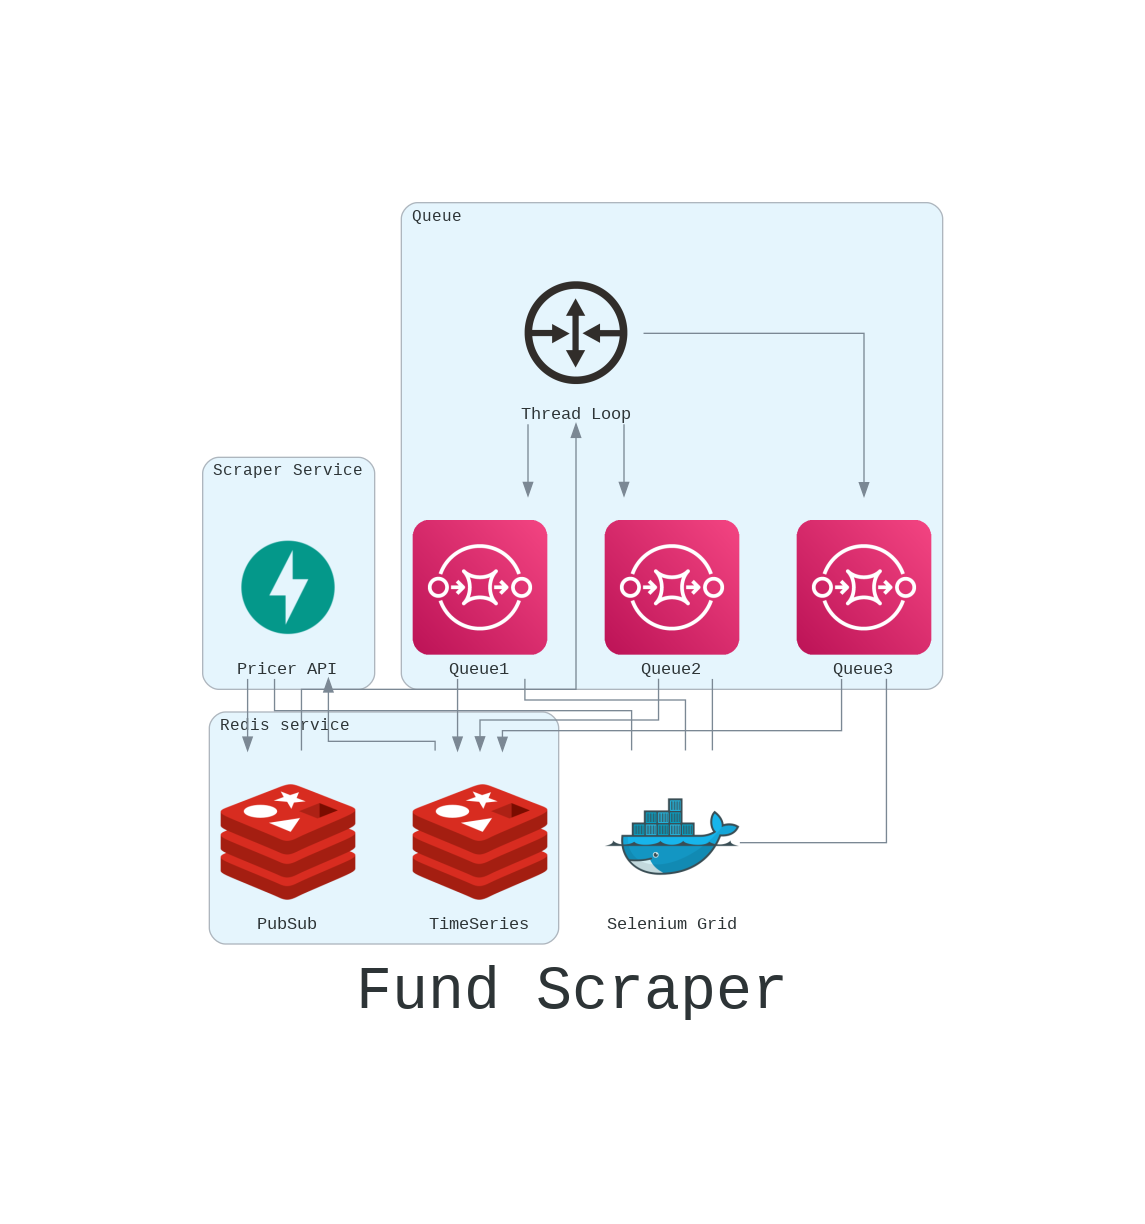 Queue
Thread Loop
Scraper Service
Pricer API
Queue1
Queue2
Queue3
Redis service
PubSub
TimeSeries
Selenium Grid
Fund Scraper